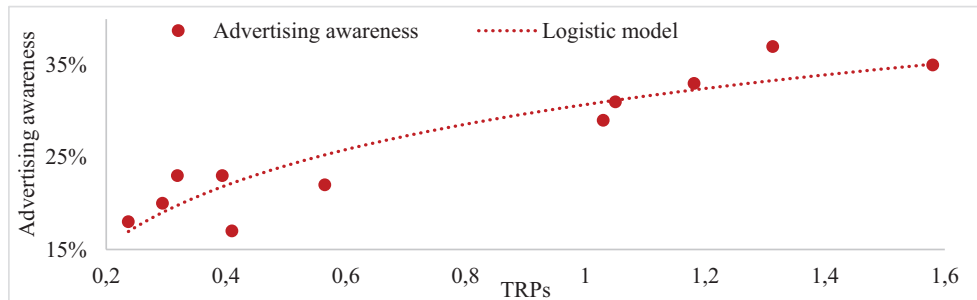 Advertising awareness Logistic model
Advertising awareness
35%
25%
15%
0,2 0,4 0,6 0,8 1 1,2 1,4 1,6
TRPs